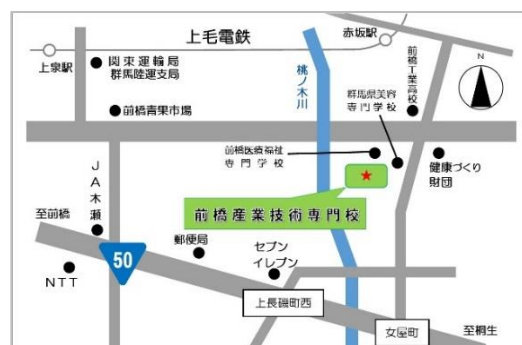 上毛電鉄
赤坂駅
上泉駅
関東運輸局
群馬陸運支局
桃ノ木川
前橋工業高校
N
群馬県美容
専門学校
前橋青果市場
前橋医療福祉
専門学校
健康づくり
財団
JA木瀬
至前橋
前橋産業技術専門校
50
郵便局
セブン
イレブン
NTT
上長磯町西
女屋町
至桐生